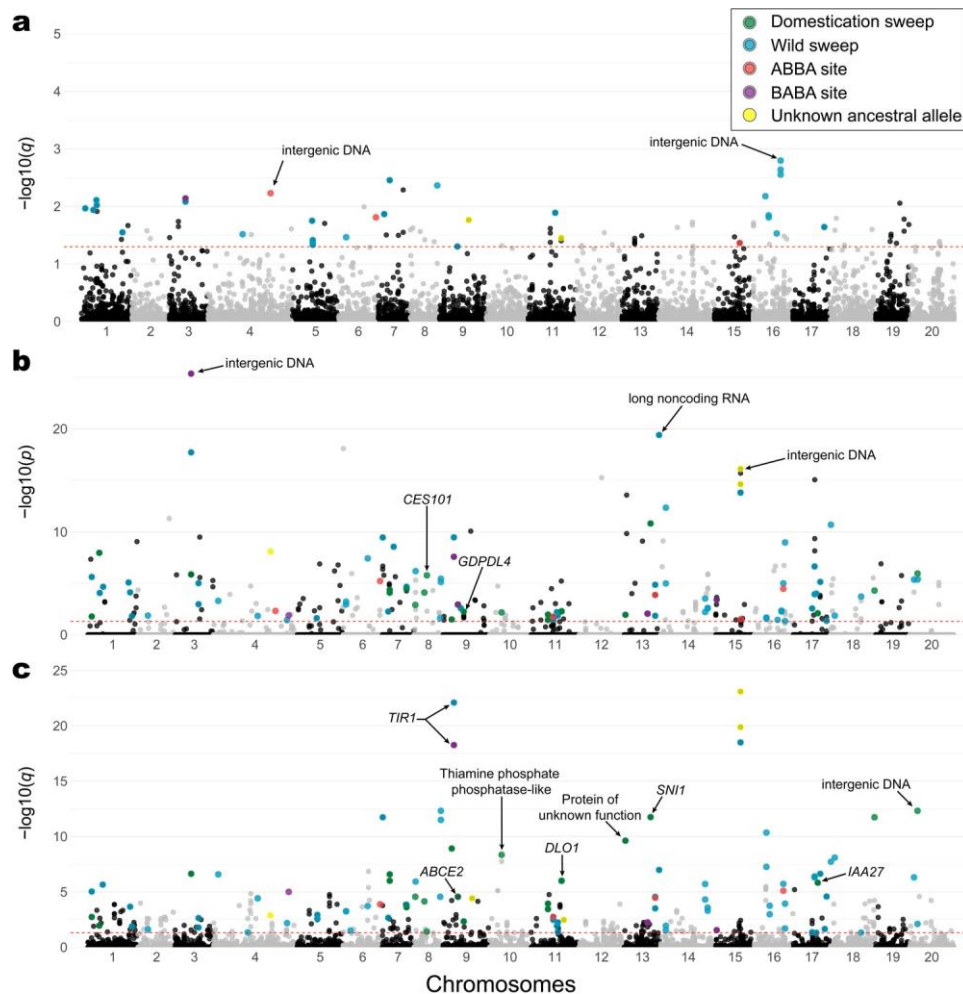 a
Domestication sweep
Wild sweep
ABBA site
BABA site
Unknown ancestral allele
−log10(q)
5
4
3
2
1
0
intergenic DNA
intergenic DNA
1 2 3 4 5 6 7 8 9 10 11 12 13 14 15 16 17 18 19 20
b
−log10(p)
20
10
0
intergenic DNA
long noncoding RNA
intergenic DNA
CES101
GDPDL4
1 2 3 4 5 6 7 8 9 10 11 12 13 14 15 16 17 18 19 20
c
−log10(q)
25
20
15
10
5
0
TIR1
Thiamine phosphate
phosphatase-like
Protein of
unknown function
SNI1
intergenic DNA
ABCE2
DLO1
IAA27
1 2 3 4 5 6 7 8 9 10 11 12 13 14 15 16 17 18 19 20
Chromosomes